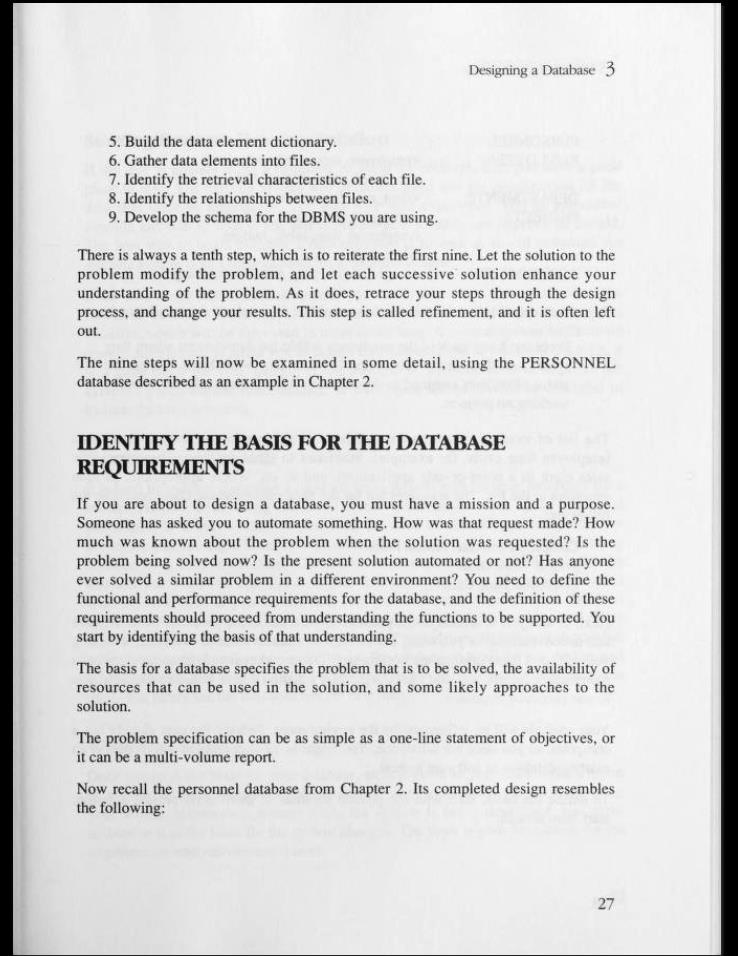 Designing a Database 3
5. Build the data element dictionary.
6. Gather data elements into files.
7. Identify the retrieval characteristics of each file.
8. Identify the relationships between files.
9. Develop the schema for the DBMS you are using.
There is always a tenth step, which is to reiterate the first nine. Let the solution to the
problem modify the problem, and let each successive solution enhance your
understanding of the problem. As it does, retrace your steps through the design
process, and change your results. This step is called refinement, and it is often left
out.
The nine steps will now be examined in some detail, using the PERSONNEL
database described as an example in Chapter 2.
IDENTIFY THE BASIS FOR THE DATABASE
REQUIREMENTS
If you are about to design a database, you must have a mission and a purpose.
Someone has asked you to automate something. How was that request made? How
much was known about the problem when the solution was requested? Is the
problem being solved now? Is the present solution automated or not? Has anyone
ever solved a similar problem in a different environment? You need to define the
functional and performance requirements for the database, and the definition of these
requirements should proceed from understanding the functions to be supported. You
start by identifying the basis of that understanding.
The basis for a database specifies the problem that is to be solved, the availability of
resources that can be used in the solution, and some likely approaches to the
solution.
The problem specification can be as simple as a one-line statement of objectives, or
it can be a multi-volume report.
Now recall the personnel database from Chapter 2. Its completed design resembles
the following:
27